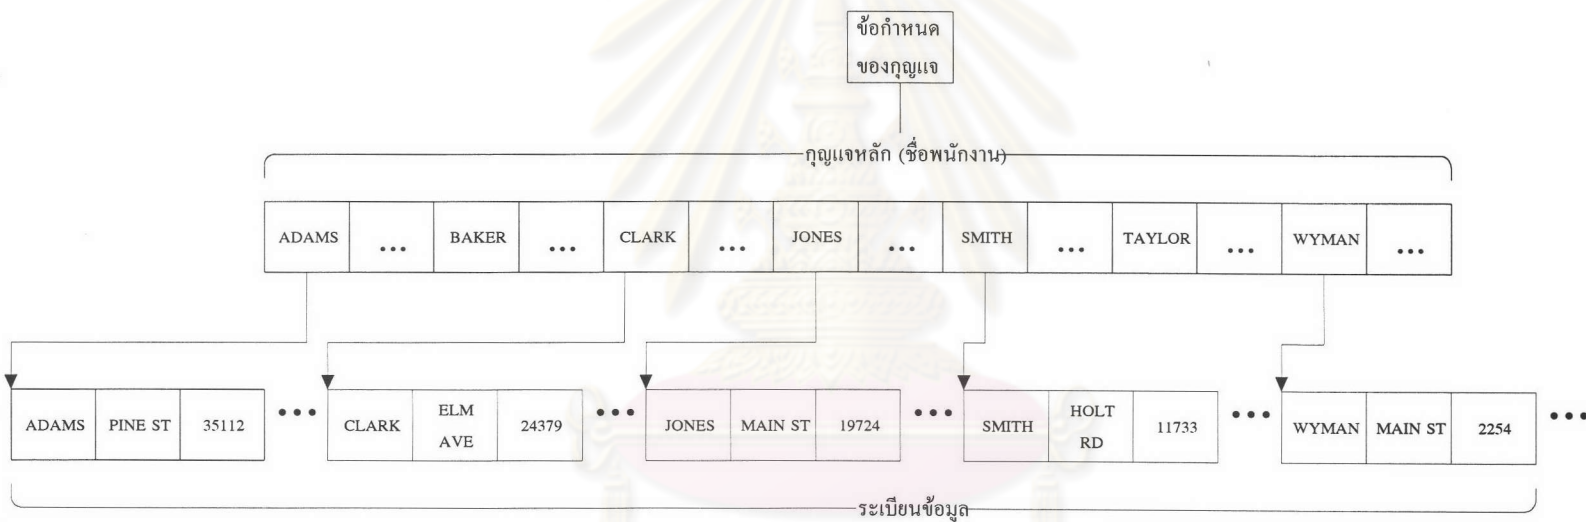 ข้อกำหนด
ของกุญแจ
กุญแจหลัก (ชื่อพนักงาน)
ADAMS ... BAKER ... CLARK ... JONES ... SMITH ... TAYLOR ... WYMAN ...
ADAMS PINE ST 35112 ... CLARK ELM AVE 24379 ... JONES MAIN ST 19724 ... SMITH HOLT RD 11733 ... WYMAN MAIN ST 2254 ...
ระเบียนข้อมูล